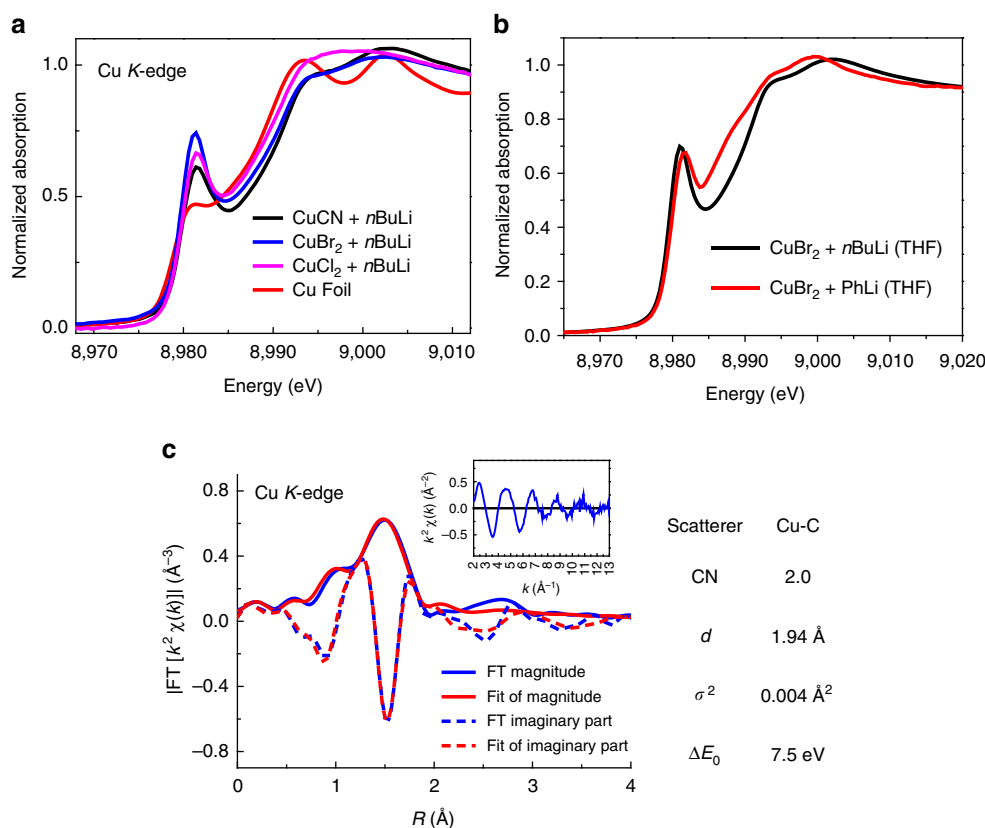 a
Cu K-edge
Normalized absorption
1.0
0.5
0.0
CuCN + nBuLi
CuBr₂ + nBuLi
CuCl₂ + nBuLi
Cu Foil
8,970 8,980 8,990 9,000 9,010
Energy (eV)
b
Normalized absorption
1.0
0.8
0.6
0.4
0.2
0.0
CuBr₂ + nBuLi (THF)
CuBr₂ + PhLi (THF)
8,970 8,980 8,990 9,000 9,010 9,020
Energy (eV)
c
Cu K-edge
|FT [k² χ(k)]| (Å⁻³)
0.8
0.4
0.0
−0.4
−0.8
k² χ(k) (Å⁻²)
0.5
0.0
−0.5
2 3 4 5 6 7 8 9 10 11 12 13
k (Å⁻¹)
FT magnitude
Fit of magnitude
FT imaginary part
Fit of imaginary part
0 1 2 3 4
R (Å)
Scatterer Cu-C
CN 2.0
d 1.94 Å
σ² 0.004 Å²
ΔE₀ 7.5 eV